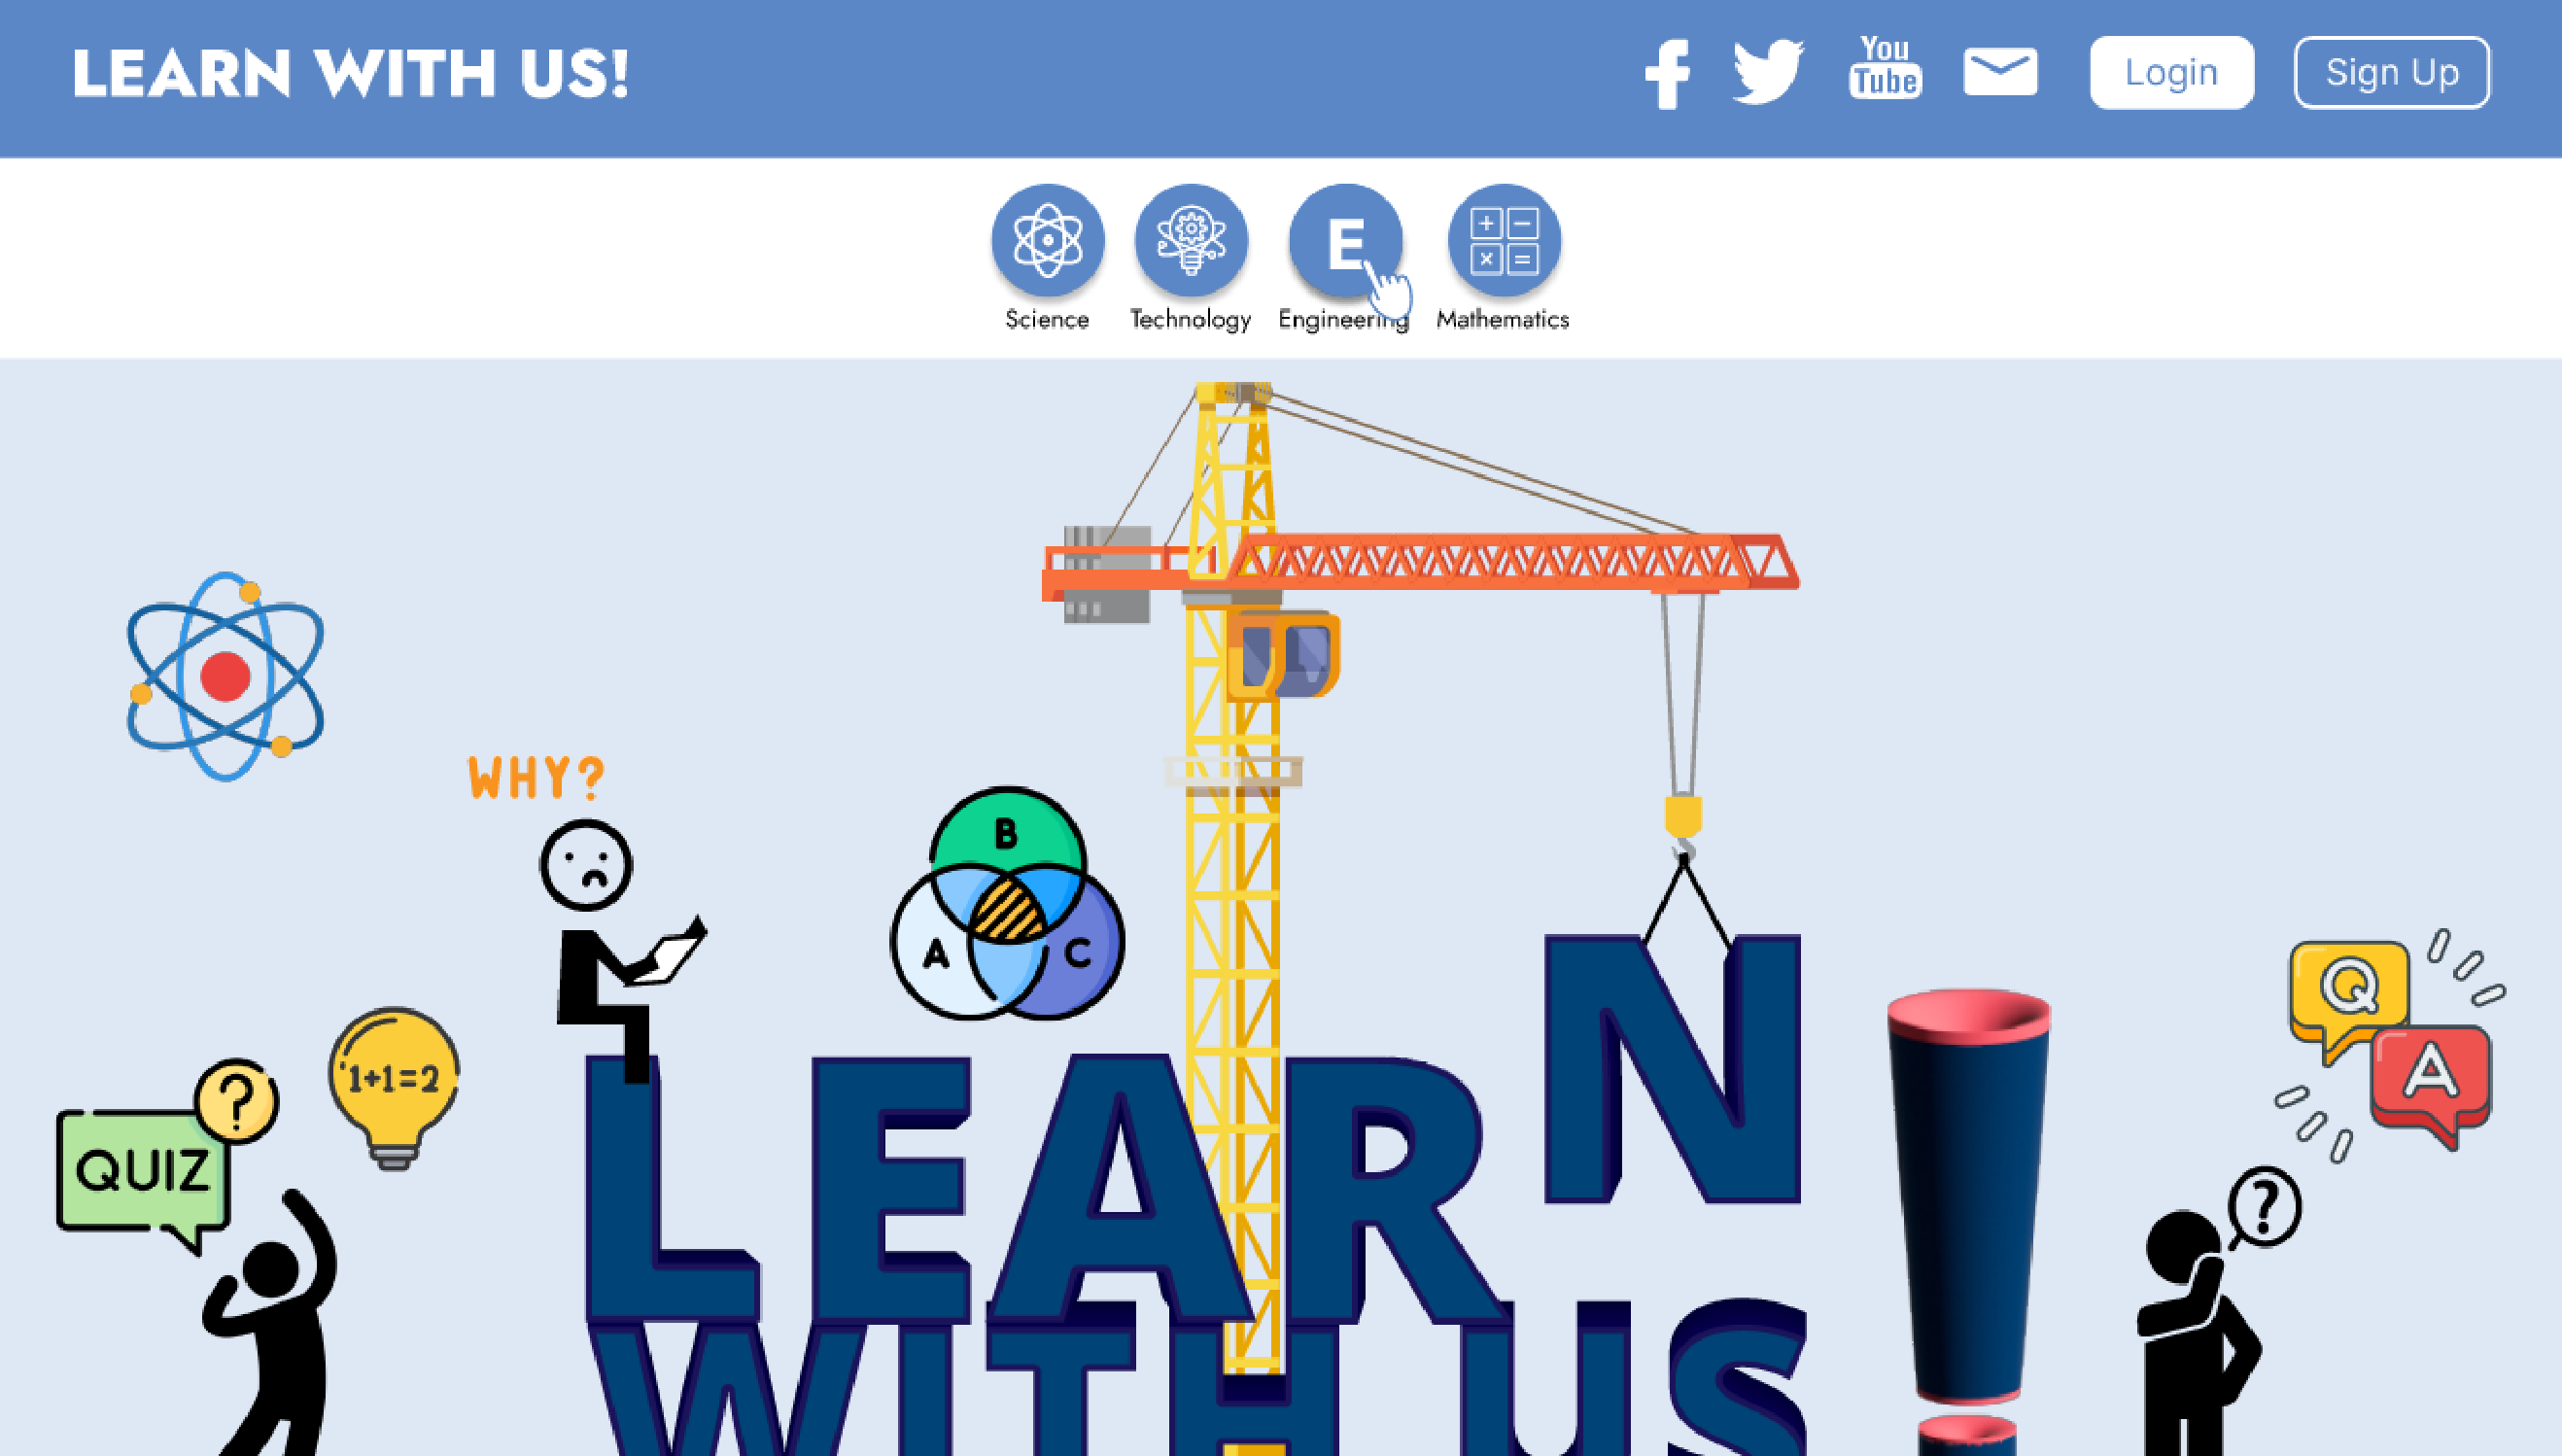 LEARN WITH US!
You
Tube
Login
Sign Up
E
Science
Technology
Engineering
Mathematics
WHY?
B
A
C
1+1=2
?
QUIZ
Q
A
?
LEARN!
WITH US